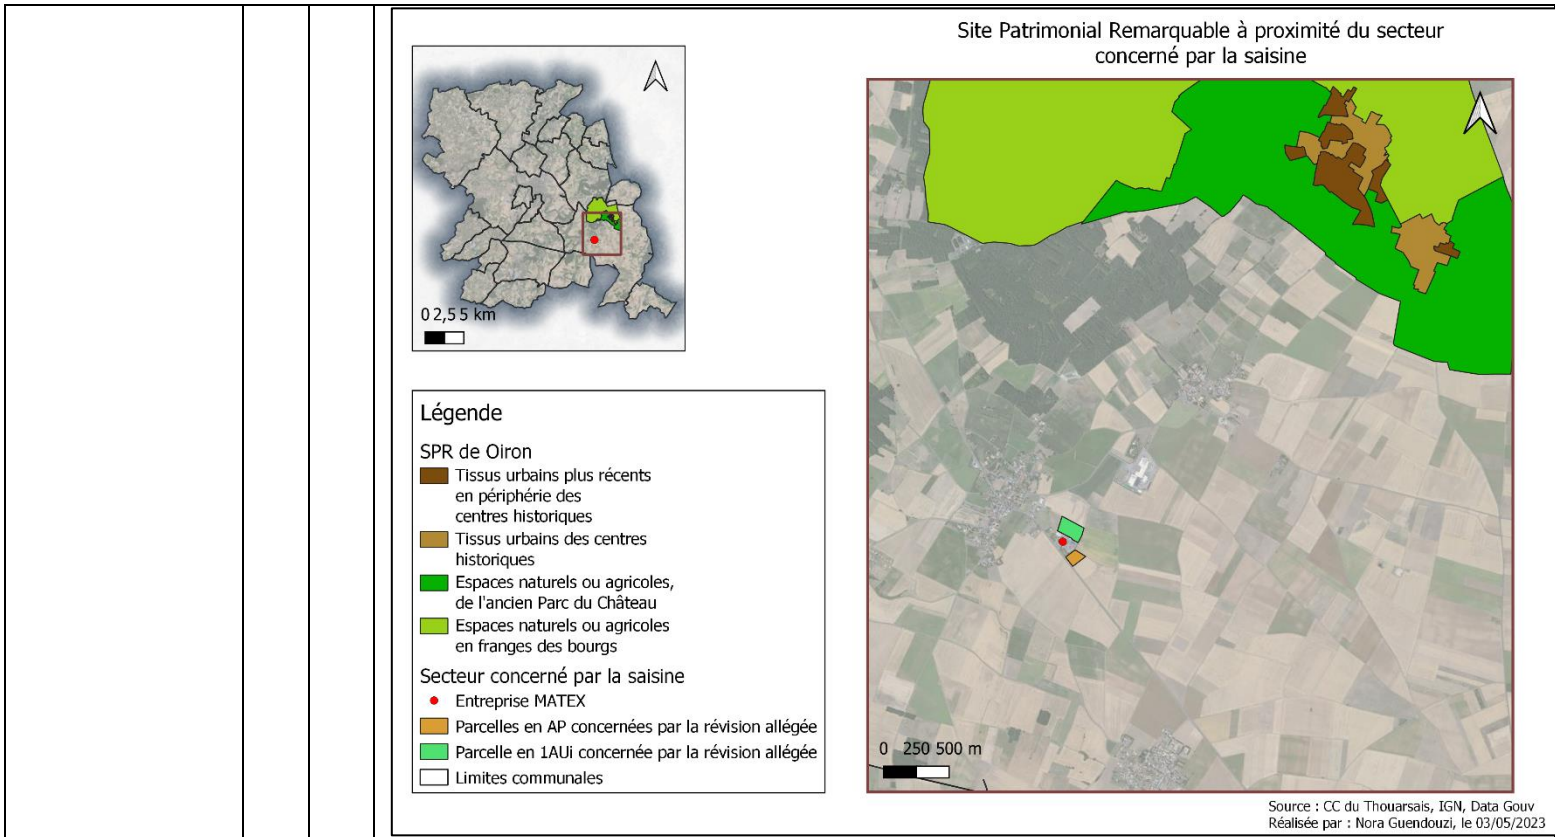 Site Patrimonial Remarquable à proximité du secteur
concerné par la saisine
0 2,5 5 km
Légende
SPR de Oiron
Tissus urbains plus récents
en périphérie des
centres historiques
Tissus urbains des centres
historiques
Espaces naturels ou agricoles,
de l'ancien Parc du Château
Espaces naturels ou agricoles
en franges des bourgs
Secteur concerné par la saisine
Entreprise MATEX
Parcelles en AP concernées par la révision allégée
Parcelle en 1AUi concernée par la révision allégée
Limites communales
0 250 500 m
Source : CC du Thouarsais, IGN, Data Gouv
Réalisée par : Nora Guendouzi, le 03/05/2023